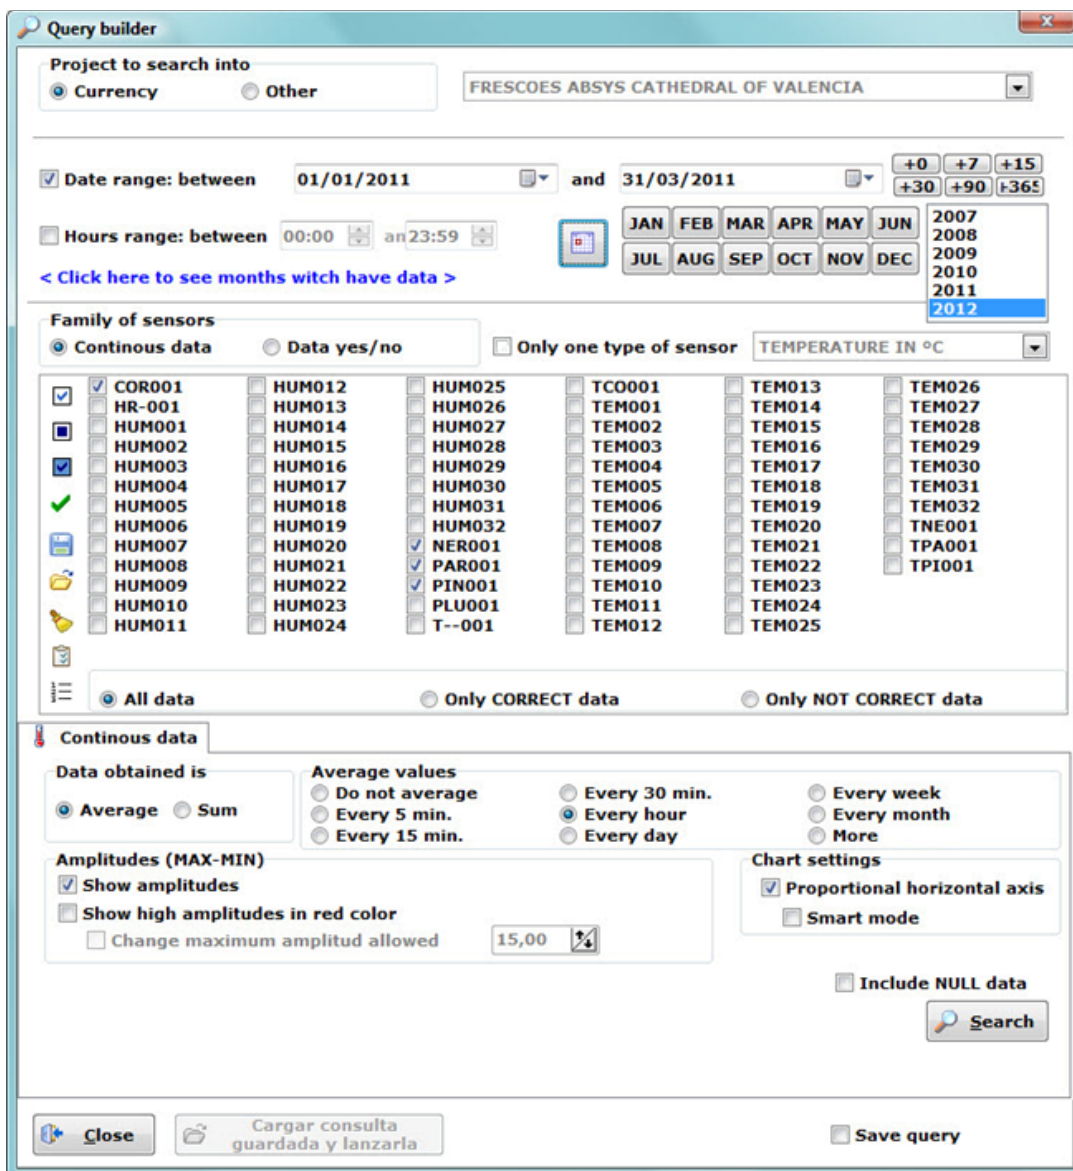 Query builder
Project to search into
Currency Other FRESCOES ABSYS CATHEDRAL OF VALENCIA
+0 +7 +15
Date range: between 01/01/2011 and 31/03/2011 +30 +90 +365
Hours range: between 00:00 an 23:59
JAN FEB MAR APR MAY JUN
JUL AUG SEP OCT NOV DEC
2007
2008
2009
2010
2011
2012
< Click here to see months witch have data >
Family of sensors
Continous data Data yes/no Only one type of sensor TEMPERATURE IN ºC
COR001 HUM012 HUM025 TCO001 TEM013 TEM026
HR-001 HUM013 HUM026 TEM001 TEM014 TEM027
HUM001 HUM014 HUM027 TEM002 TEM015 TEM028
HUM002 HUM015 HUM028 TEM003 TEM016 TEM029
HUM003 HUM016 HUM029 TEM004 TEM017 TEM030
HUM004 HUM017 HUM030 TEM005 TEM018 TEM031
HUM005 HUM018 HUM031 TEM006 TEM019 TEM032
HUM006 HUM019 HUM032 TEM007 TEM020 TNE001
HUM007 HUM020 NER001 TEM008 TEM021 TPA001
HUM008 HUM021 PAR001 TEM009 TEM022 TPI001
HUM009 HUM022 PIN001 TEM010 TEM023
HUM010 HUM023 PLU001 TEM011 TEM024
HUM011 HUM024 T--001 TEM012 TEM025
All data Only CORRECT data Only NOT CORRECT data
Continous data
Data obtained is
Average Sum
Average values
Do not average Every 30 min. Every week
Every 5 min. Every hour Every month
Every 15 min. Every day More
Amplitudes (MAX-MIN)
Show amplitudes
Show high amplitudes in red color
Change maximum amplitud allowed 15,00
Chart settings
Proportional horizontal axis
Smart mode
Include NULL data
Search
Close
Cargar consulta
guardada y lanzarla
Save query